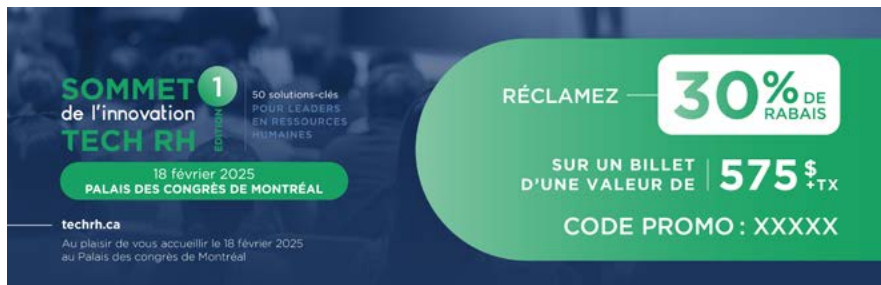 SOMMET
de l'innovation
TECH RH
1
ÉDITION
50 solutions-clés
POUR LEADERS
EN RESSOURCES
HUMAINES
18 février 2025
PALAIS DES CONGRÈS DE MONTRÉAL
techrh.ca
Au plaisir de vous accueillir le 18 février 2025
au Palais des congrès de Montréal
RÉCLAMEZ
30% DE
RABAIS
SUR UN BILLET
D'UNE VALEUR DE
575$
+TX
CODE PROMO : XXXXX